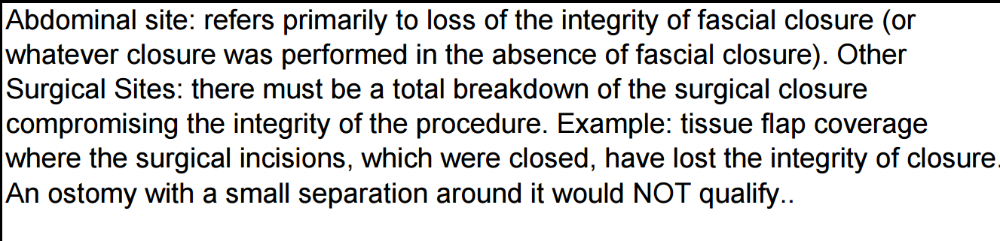 Abdominal site: refers primarily to loss of the integrity of fascial closure (or
whatever closure was performed in the absence of fascial closure). Other
Surgical Sites: there must be a total breakdown of the surgical closure
compromising the integrity of the procedure. Example: tissue flap coverage
where the surgical incisions, which were closed, have lost the integrity of closure.
An ostomy with a small separation around it would NOT qualify..